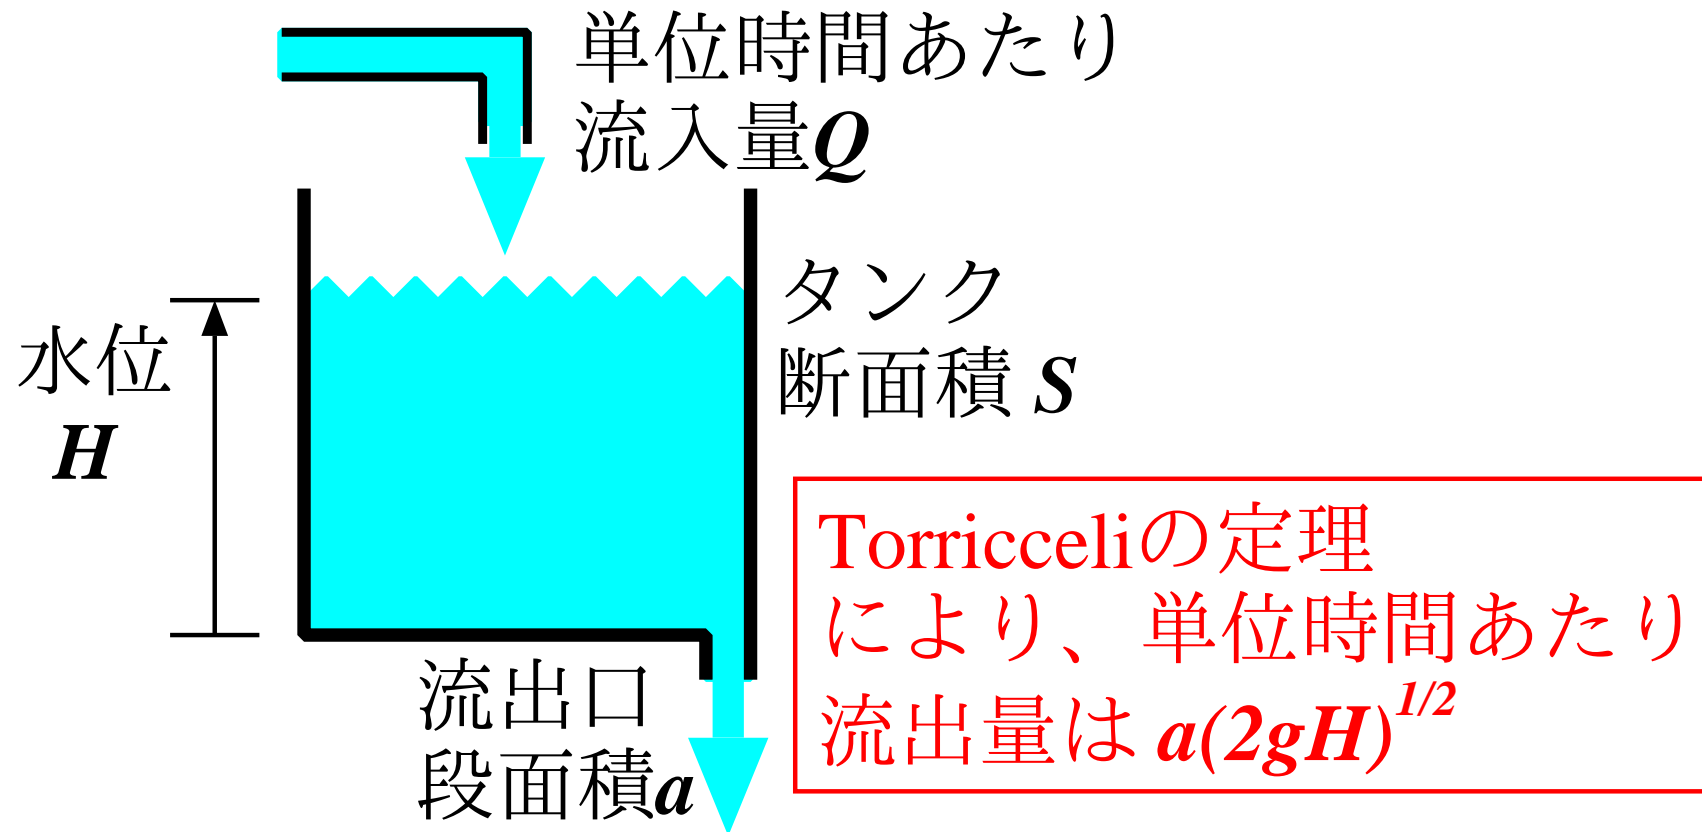 単位時間あたり
流入量Q
水位
H
タンク
断面積 S
Torricceliの定理
により、単位時間あたり
流出量は a(2gH)^1/2
流出口
段面積a